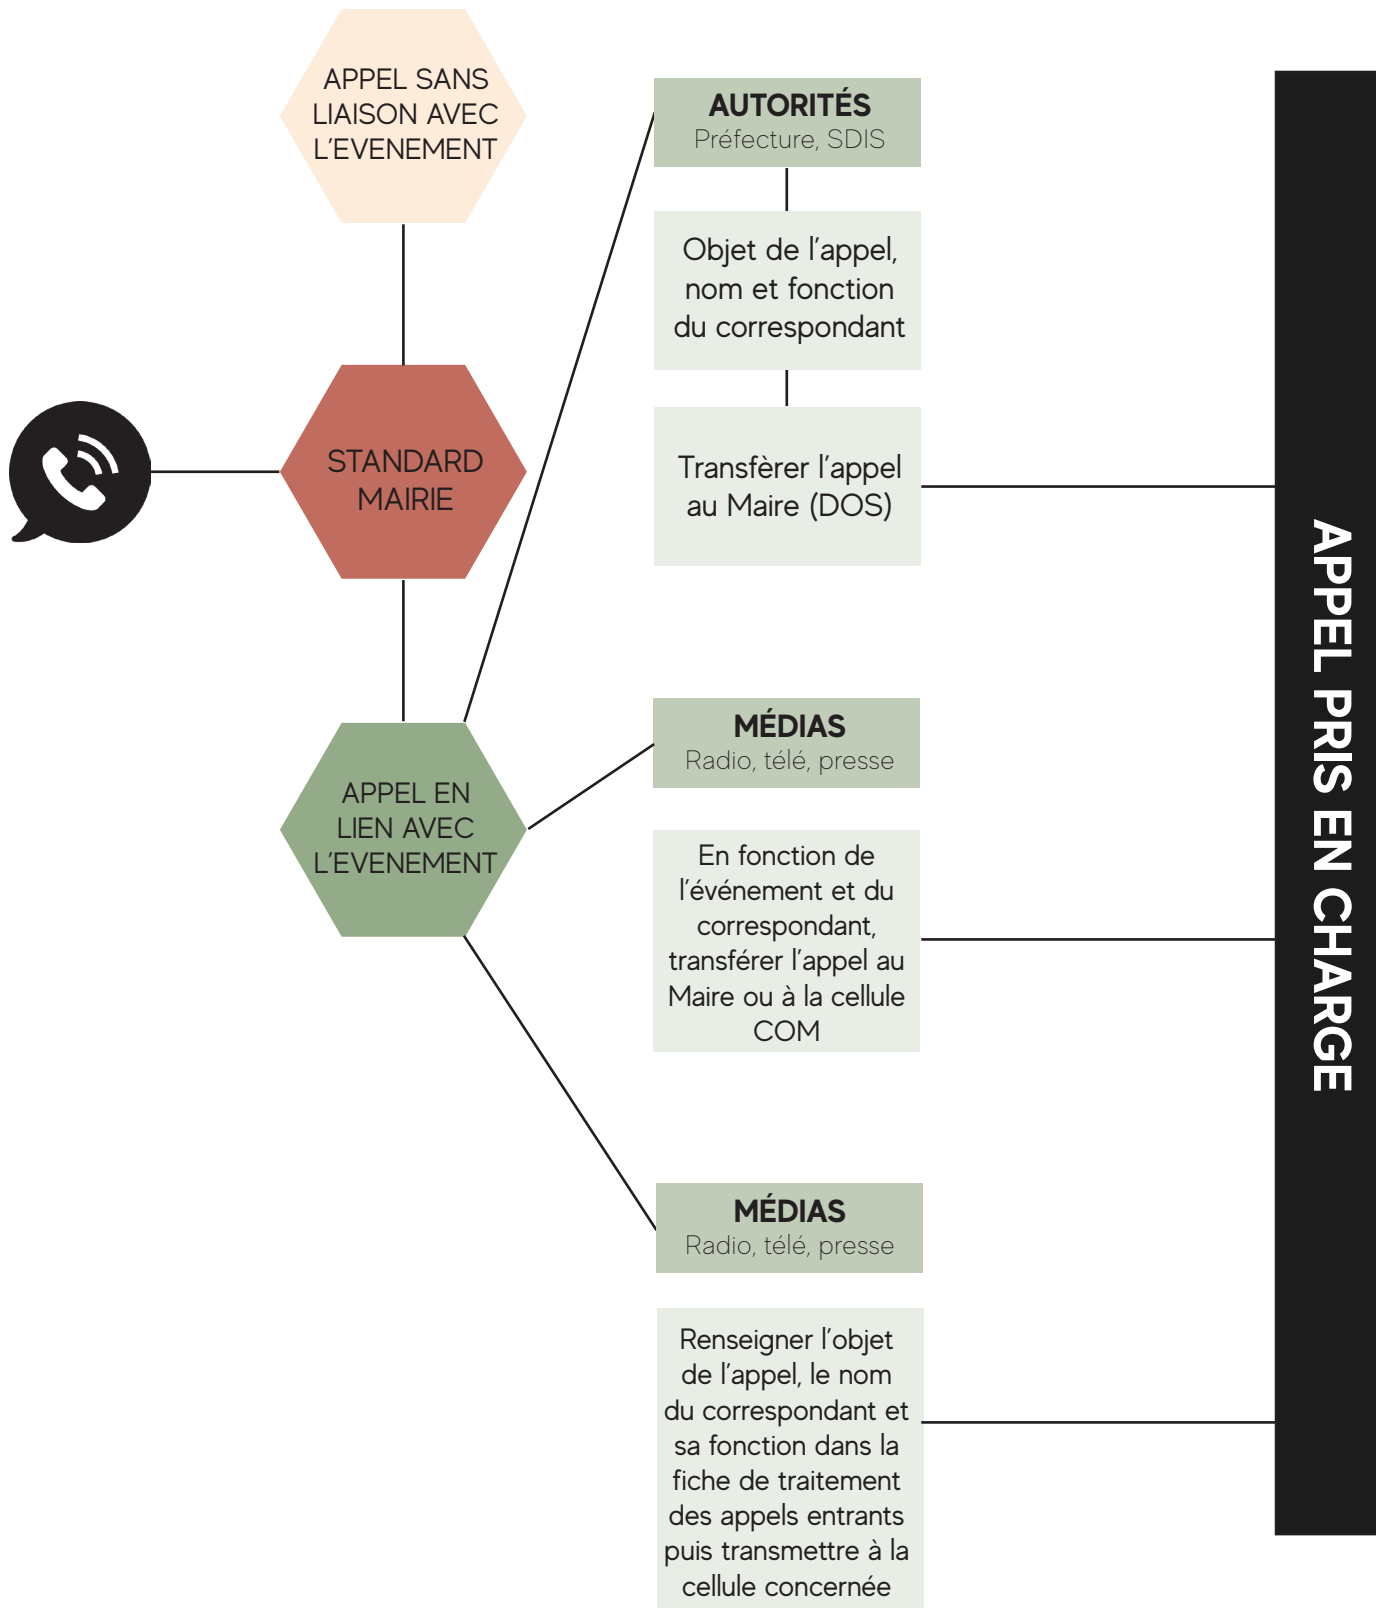 APPEL SANS
LIAISON AVEC
L'EVENEMENT
STANDARD
MAIRIE
APPEL EN
LIEN AVEC
L'EVENEMENT
AUTORITÉS
Préfecture, SDIS
Objet de l'appel,
nom et fonction
du correspondant
Transfèrer l'appel
au Maire (DOS)
MÉDIAS
Radio, télé, presse
En fonction de
l'événement et du
correspondant,
transférer l'appel au
Maire ou à la cellule
COM
MÉDIAS
Radio, télé, presse
Renseigner l'objet
de l'appel, le nom
du correspondant et
sa fonction dans la
fiche de traitement
des appels entrants
puis transmettre à la
cellule concernée
APPEL PRIS EN CHARGE